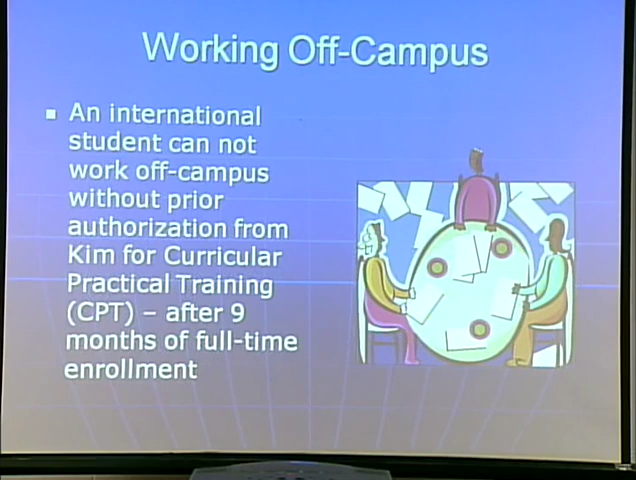 Working Off-Campus
An international
student can not
work off-campus
without prior
authorization from
Kim for Curricular
Practical Training
(CPT) – after 9
months of full-time
enrollment